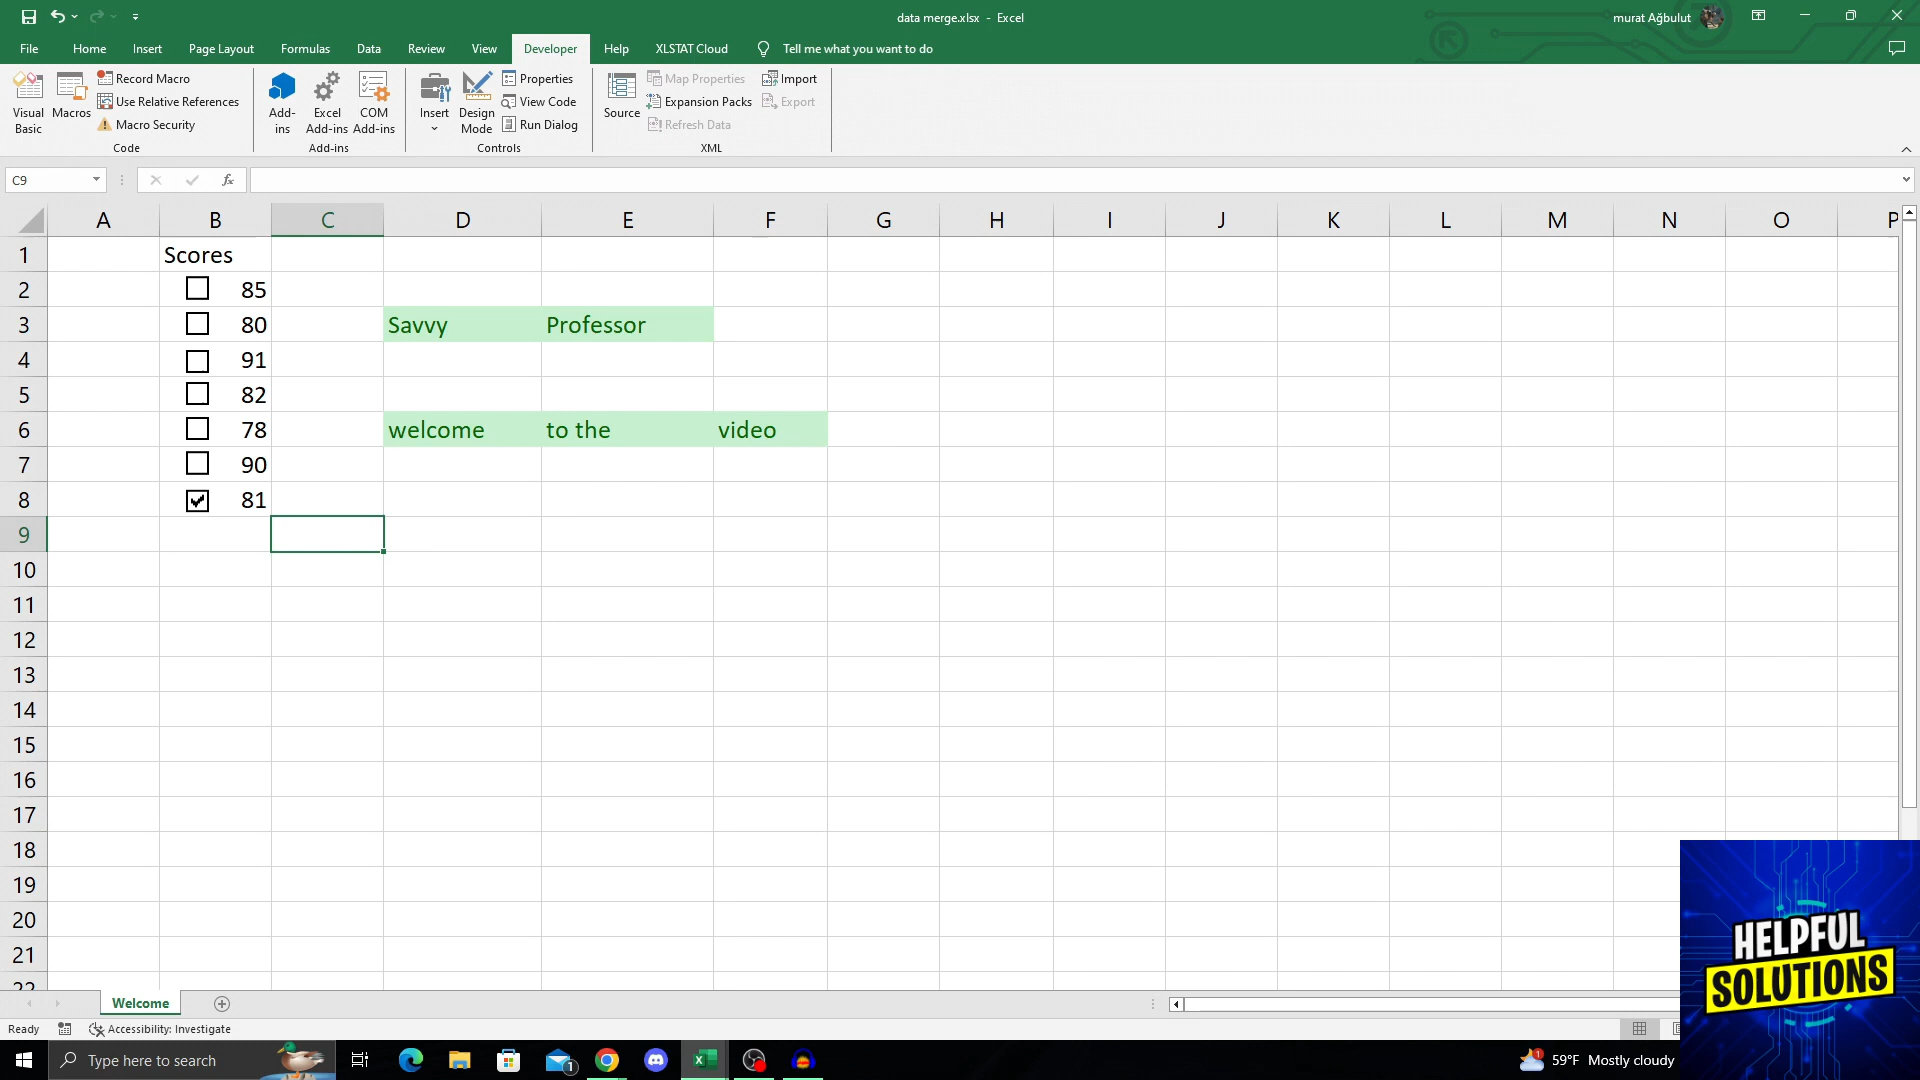 data merge.xlsx - Excel
murat Ağbulut
File Home Insert Page Layout Formulas Data Review View Developer Help XLSTAT Cloud Tell me what you want to do
Visual Basic
Macros
Record Macro
Use Relative References
Macro Security
Code
Add-ins
Excel Add-ins
COM Add-ins
Add-ins
Insert
Design Mode
Properties
View Code
Run Dialog
Controls
Source
Map Properties
Expansion Packs
Refresh Data
Import
Export
XML
C9
fx
A B C D E F G H I J K L M N O P
1 Scores
2 85
3 80 Savvy Professor
4 91
5 82
6 78 welcome to the video
7 90
8 81
9
10
11
12
13
14
15
16
17
18
19
20
21
22
Welcome
Ready
Accessibility: Investigate
HELPFUL
SOLUTIONS
Type here to search
1
1
59°F Mostly cloudy